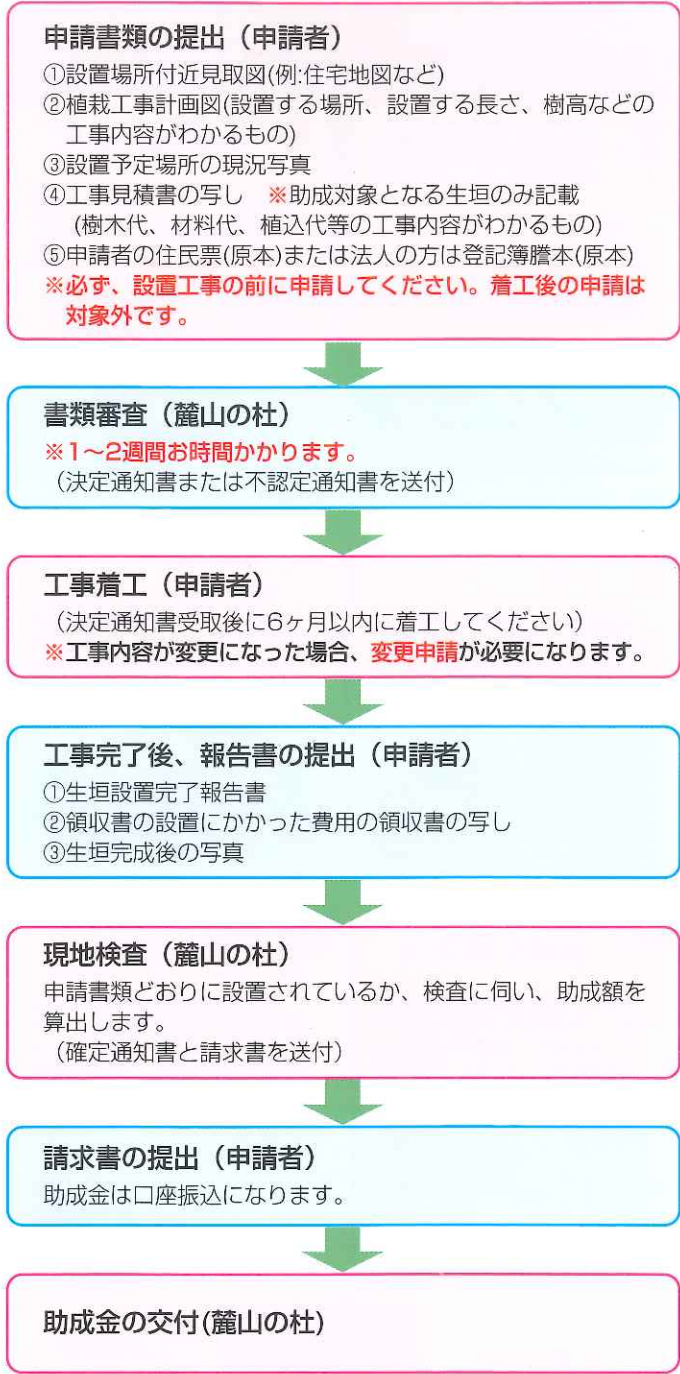 申請書類の提出（申請者）
①設置場所付近見取図(例:住宅地図など)
②植栽工事計画図(設置する場所、設置する長さ、樹高などの
工事内容がわかるもの)
③設置予定場所の現況写真
④工事見積書の写し　※助成対象となる生垣のみ記載
(樹木代、材料代、植込代等の工事内容がわかるもの)
⑤申請者の住民票(原本)または法人の方は登記簿謄本(原本)
※必ず、設置工事の前に申請してください。着工後の申請は
対象外です。
書類審査（麓山の杜）
※1～2週間お時間かかります。
（決定通知書または不認定通知書を送付）
工事着工（申請者）
（決定通知書受取後に6ヶ月以内に着工してください）
※工事内容が変更になった場合、変更申請が必要になります。
工事完了後、報告書の提出（申請者）
①生垣設置完了報告書
②領収書の設置にかかった費用の領収書の写し
③生垣完成後の写真
現地検査（麓山の杜）
申請書類どおりに設置されているか、検査に伺い、助成額を
算出します。
（確定通知書と請求書を送付）
請求書の提出（申請者）
助成金は口座振込になります。
助成金の交付(麓山の杜)